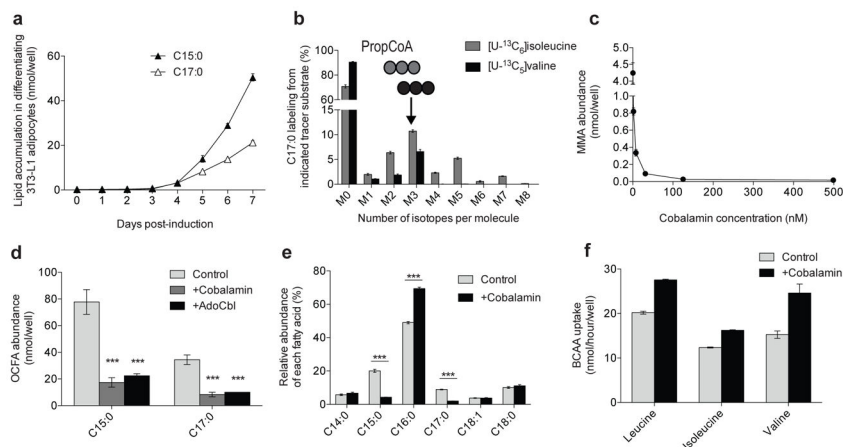 a
Lipid accumulation in differentiating
3T3-L1 adipocytes (nmol/well)
60
40
20
0
C15:0
C17:0
0 1 2 3 4 5 6 7
Days post-induction
b
C17:0 labeling from
indicated tracer substrate (%)
100
80
60
15
10
5
0
PropCoA
[U-¹³C₆]isoleucine
[U-¹³C₅]valine
M0 M1 M2 M3 M4 M5 M6 M7 M8
Number of isotopes per molecule
c
MMA abundance
(nmol/well)
5.0
4.5
4.0
1.0
0.8
0.6
0.4
0.2
0
0 100 200 300 400 500
Cobalamin concentration (nM)
d
OCFA abundance
(nmol/well)
100
80
60
40
20
0
Control
+Cobalamin
+AdoCbl
*** ***
*** ***
C15:0 C17:0
e
Relative abundance
of each fatty acid (%)
80
60
40
20
0
Control
+Cobalamin
***
***
***
C14:0 C15:0 C16:0 C17:0 C18:1 C18:0
f
BCAA uptake
(nmol/hour/well)
40
30
20
10
0
Control
+Cobalamin
Leucine Isoleucine Valine